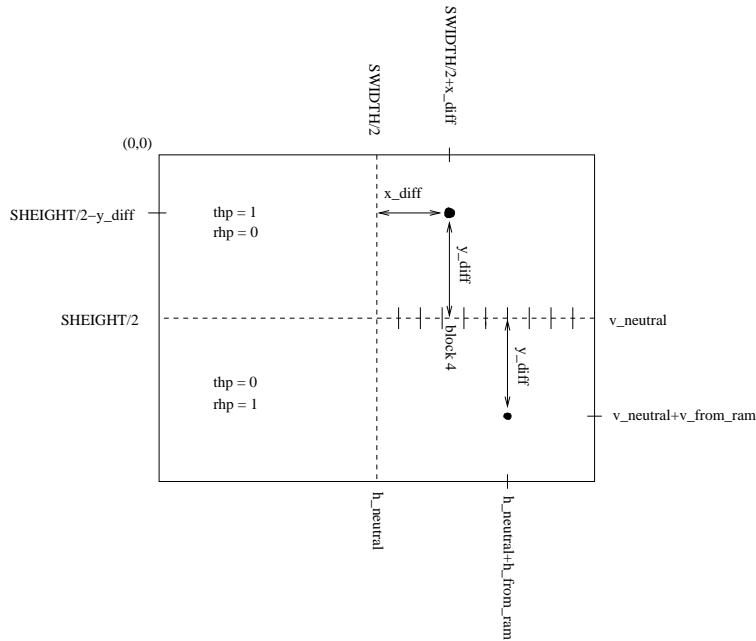 SWIDTH/2+x_diff
SWIDTH/2
(0,0)
x_diff
SHEIGHT/2−y_diff
thp = 1
rhp = 0
y_diff
SHEIGHT/2
v_neutral
block 4
y_diff
thp = 0
rhp = 1
v_neutral+v_from_ram
h_neutral
h_neutral+h_from_ram